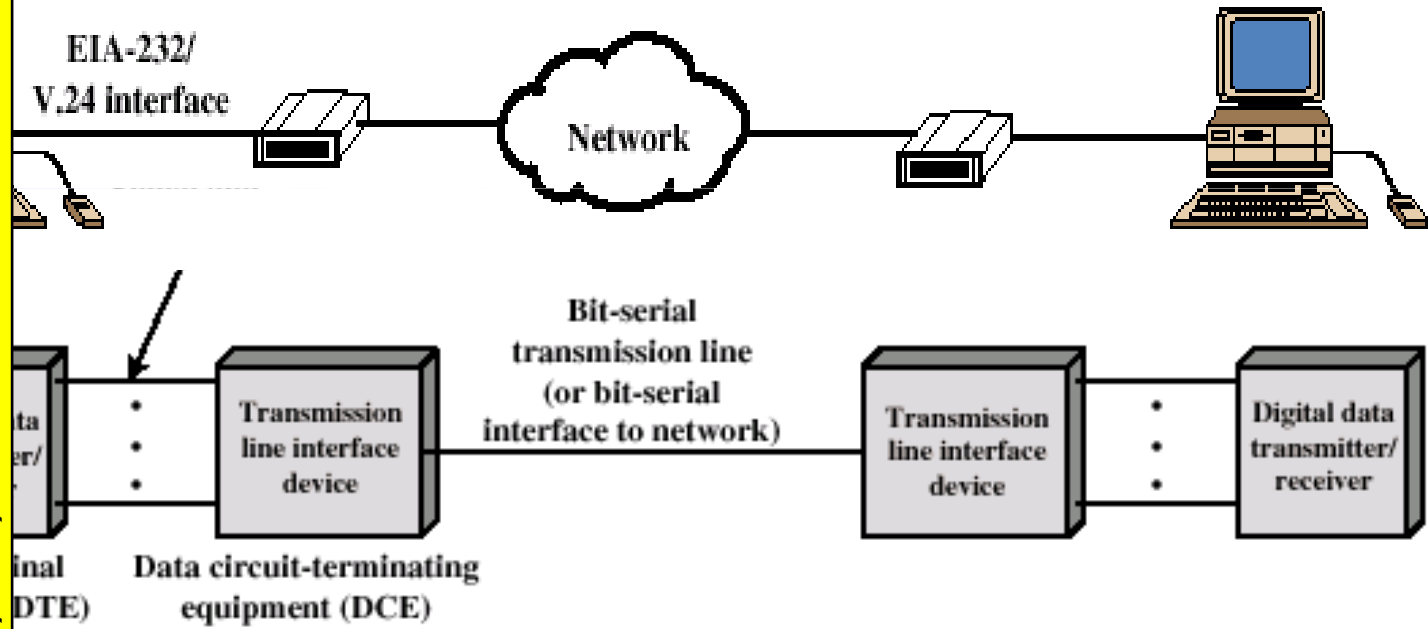 EIA-232/
V.24 interface
Network
Bit-serial
transmission line
(or bit-serial
interface to network)
Transmission
line interface
device
Transmission
line interface
device
Digital data
transmitter/
receiver
Data circuit-terminating
equipment (DCE)
DTE)